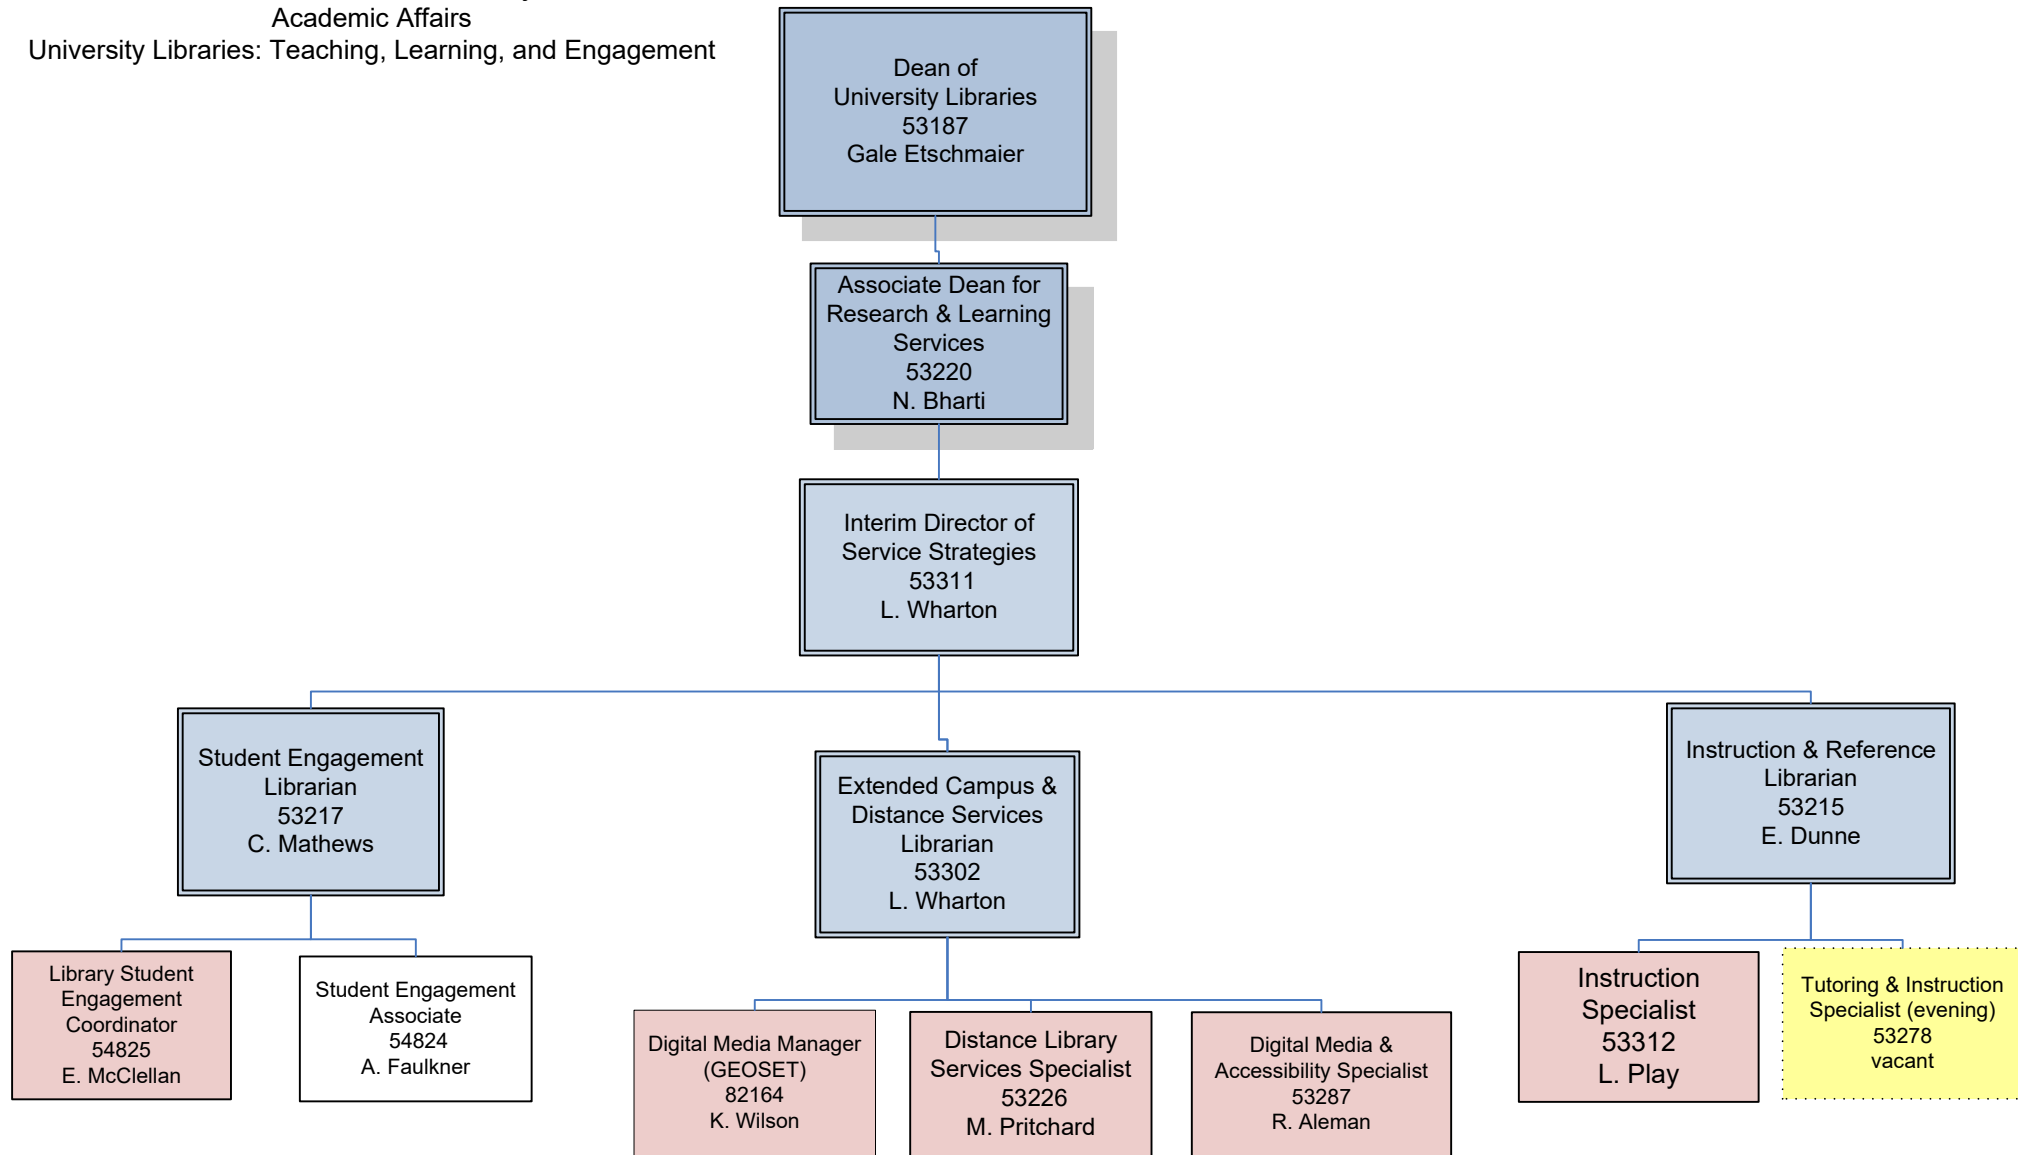 Academic Affairs
University Libraries: Teaching, Learning, and Engagement
Dean of
University Libraries
53187
Gale Etschmaier
Associate Dean for
Research & Learning
Services
53220
N. Bharti
Interim Director of
Service Strategies
53311
L. Wharton
Student Engagement
Librarian
53217
C. Mathews
Extended Campus &
Distance Services
Librarian
53302
L. Wharton
Instruction & Reference
Librarian
53215
E. Dunne
Library Student
Engagement
Coordinator
54825
E. McClellan
Student Engagement
Associate
54824
A. Faulkner
Digital Media Manager
(GEOSET)
82164
K. Wilson
Distance Library
Services Specialist
53226
M. Pritchard
Digital Media &
Accessibility Specialist
53287
R. Aleman
Instruction
Specialist
53312
L. Play
Tutoring & Instruction
Specialist (evening)
53278
vacant